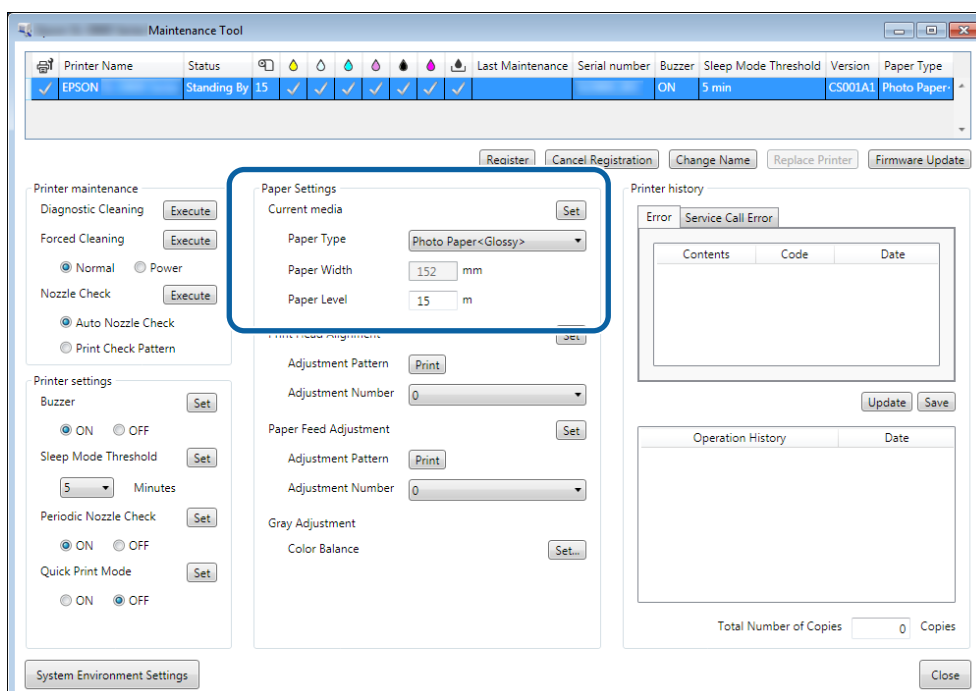 Maintenance Tool
Printer Name Status Last Maintenance Serial number Buzzer Sleep Mode Threshold Version Paper Type
EPSON Standing By 15 ON 5 min CS001A1 Photo Paper
Register Cancel Registration Change Name Replace Printer Firmware Update
Printer maintenance
Diagnostic Cleaning Execute
Forced Cleaning Execute
Normal Power
Nozzle Check Execute
Auto Nozzle Check
Print Check Pattern
Printer settings
Buzzer Set
ON OFF
Sleep Mode Threshold Set
5 Minutes
Periodic Nozzle Check Set
ON OFF
Quick Print Mode Set
ON OFF
Paper Settings
Current media Set
Paper Type Photo Paper<Glossy>
Paper Width 152 mm
Paper Level 15 m
Print Head Alignment Set
Adjustment Pattern Print
Adjustment Number 0
Paper Feed Adjustment Set
Adjustment Pattern Print
Adjustment Number 0
Gray Adjustment
Color Balance Set...
Printer history
Error Service Call Error
Contents Code Date
Update Save
Operation History Date
Total Number of Copies 0 Copies
System Environment Settings Close